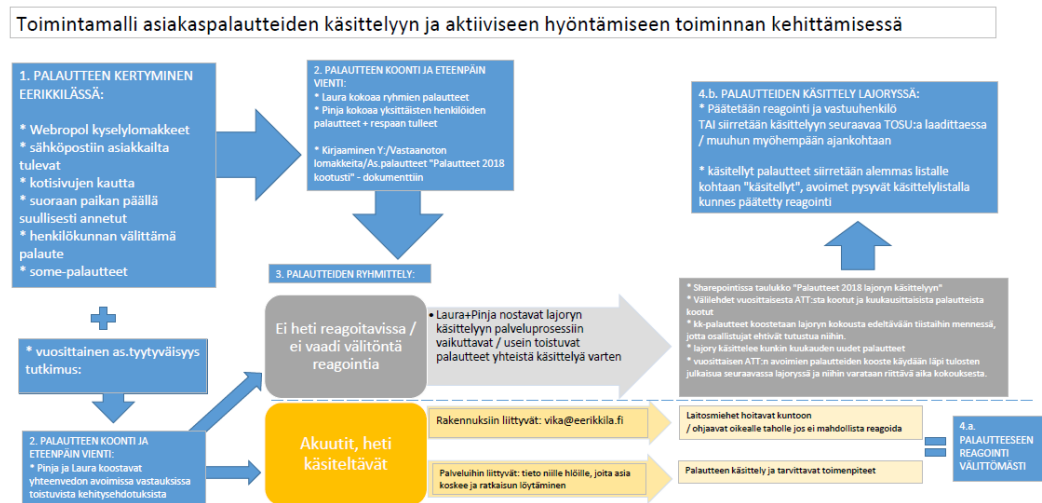 Toimintamalli asiakaspalautteiden käsittelyyn ja aktiiviseen hyöntämiseen toiminnan kehittämisessä
1. PALAUTTEEN KERTYMINEN
EERIKKILÄSSÄ:
* Webropol kyselylomakkeet
* sähköpostiin asiakkailta
tulevat
* kotisivujen kautta
* suoraan paikan päällä
suullisesti annetut
* henkilökunnan välittämä
palaute
* some-palautteet
* vuosittainen as.tyytyväisyys
tutkimus:
2. PALAUTTEEN KOONTI JA
ETEENPÄIN VIENTI:
* Pinja ja Laura koostavat
yhteenvedon avoimissa vastauksissa
toistuvista kehitysehdotuksista
2. PALAUTTEEN KOONTI JA ETEENPÄIN
VIENTI:
* Laura kokoaa ryhmien palautteet
* Pinja kokoaa yksittäisten henkilöiden
palautteet + respaan tulleet
* Kirjaaminen Y:/Vastaanoton
lomakkeita/As.palautteet "Palautteet 2018
kootusti" - dokumenttiin
3. PALAUTTEIDEN RYHMITTELY:
Ei heti reagoitavissa /
ei vaadi välitöntä
reagointia
• Laura+Pinja nostavat lajoryn
käsittelyyn palveluprosessiin
vaikuttavat / usein toistuvat
palautteet yhteistä käsittelyä varten
4.b. PALAUTTEIDEN KÄSITTELY LAJORYSSÄ:
* Päätetään reagointi ja vastuuhenkilö
TAI siirretään käsittelyyn seuraavaa TOSU:a laadittaessa
/ muuhun myöhempään ajankohtaan
* käsitellyt palautteet siirretään alemmas listalle
kohtaan "käsitellyt", avoimet pysyvät käsittelylistalla
kunnes päätetty reagointi
* Sharepointissa taulukko "Palautteet 2018 lajoryn käsittelyyn"
* Välilehdet vuosittaisesta ATT:sta kootut ja kuukausittaisista palautteista
kootut
* kk-palautteet koostetaan lajoryn kokousta edeltävään tiistaihin mennessä,
jotta osallistujat ehtivät tutustua niihin.
* lajory käsittelee kunkin kuukauden uudet palautteet
* vuosittaisen ATT:n avoimien palautteiden kooste käydään läpi tulosten
julkaisua seuraavassa lajoryssä ja niihin varataan riittävä aika kokouksesta.
Akuutit, heti
käsiteltävät
Rakennuksiin liittyvät: vika@eerikkila.fi
Laitosmiehet hoitavat kuntoon
/ ohjaavat oikealle taholle jos ei mahdollista reagoida
Palveluihin liittyvät: tieto niille hlöille, joita asia
koskee ja ratkaisun löytäminen
Palautteen käsittely ja tarvittavat toimenpiteet
4.a.
PALAUTTEESEEN
REAGOINTI
VÄLITTÖMÄSTI